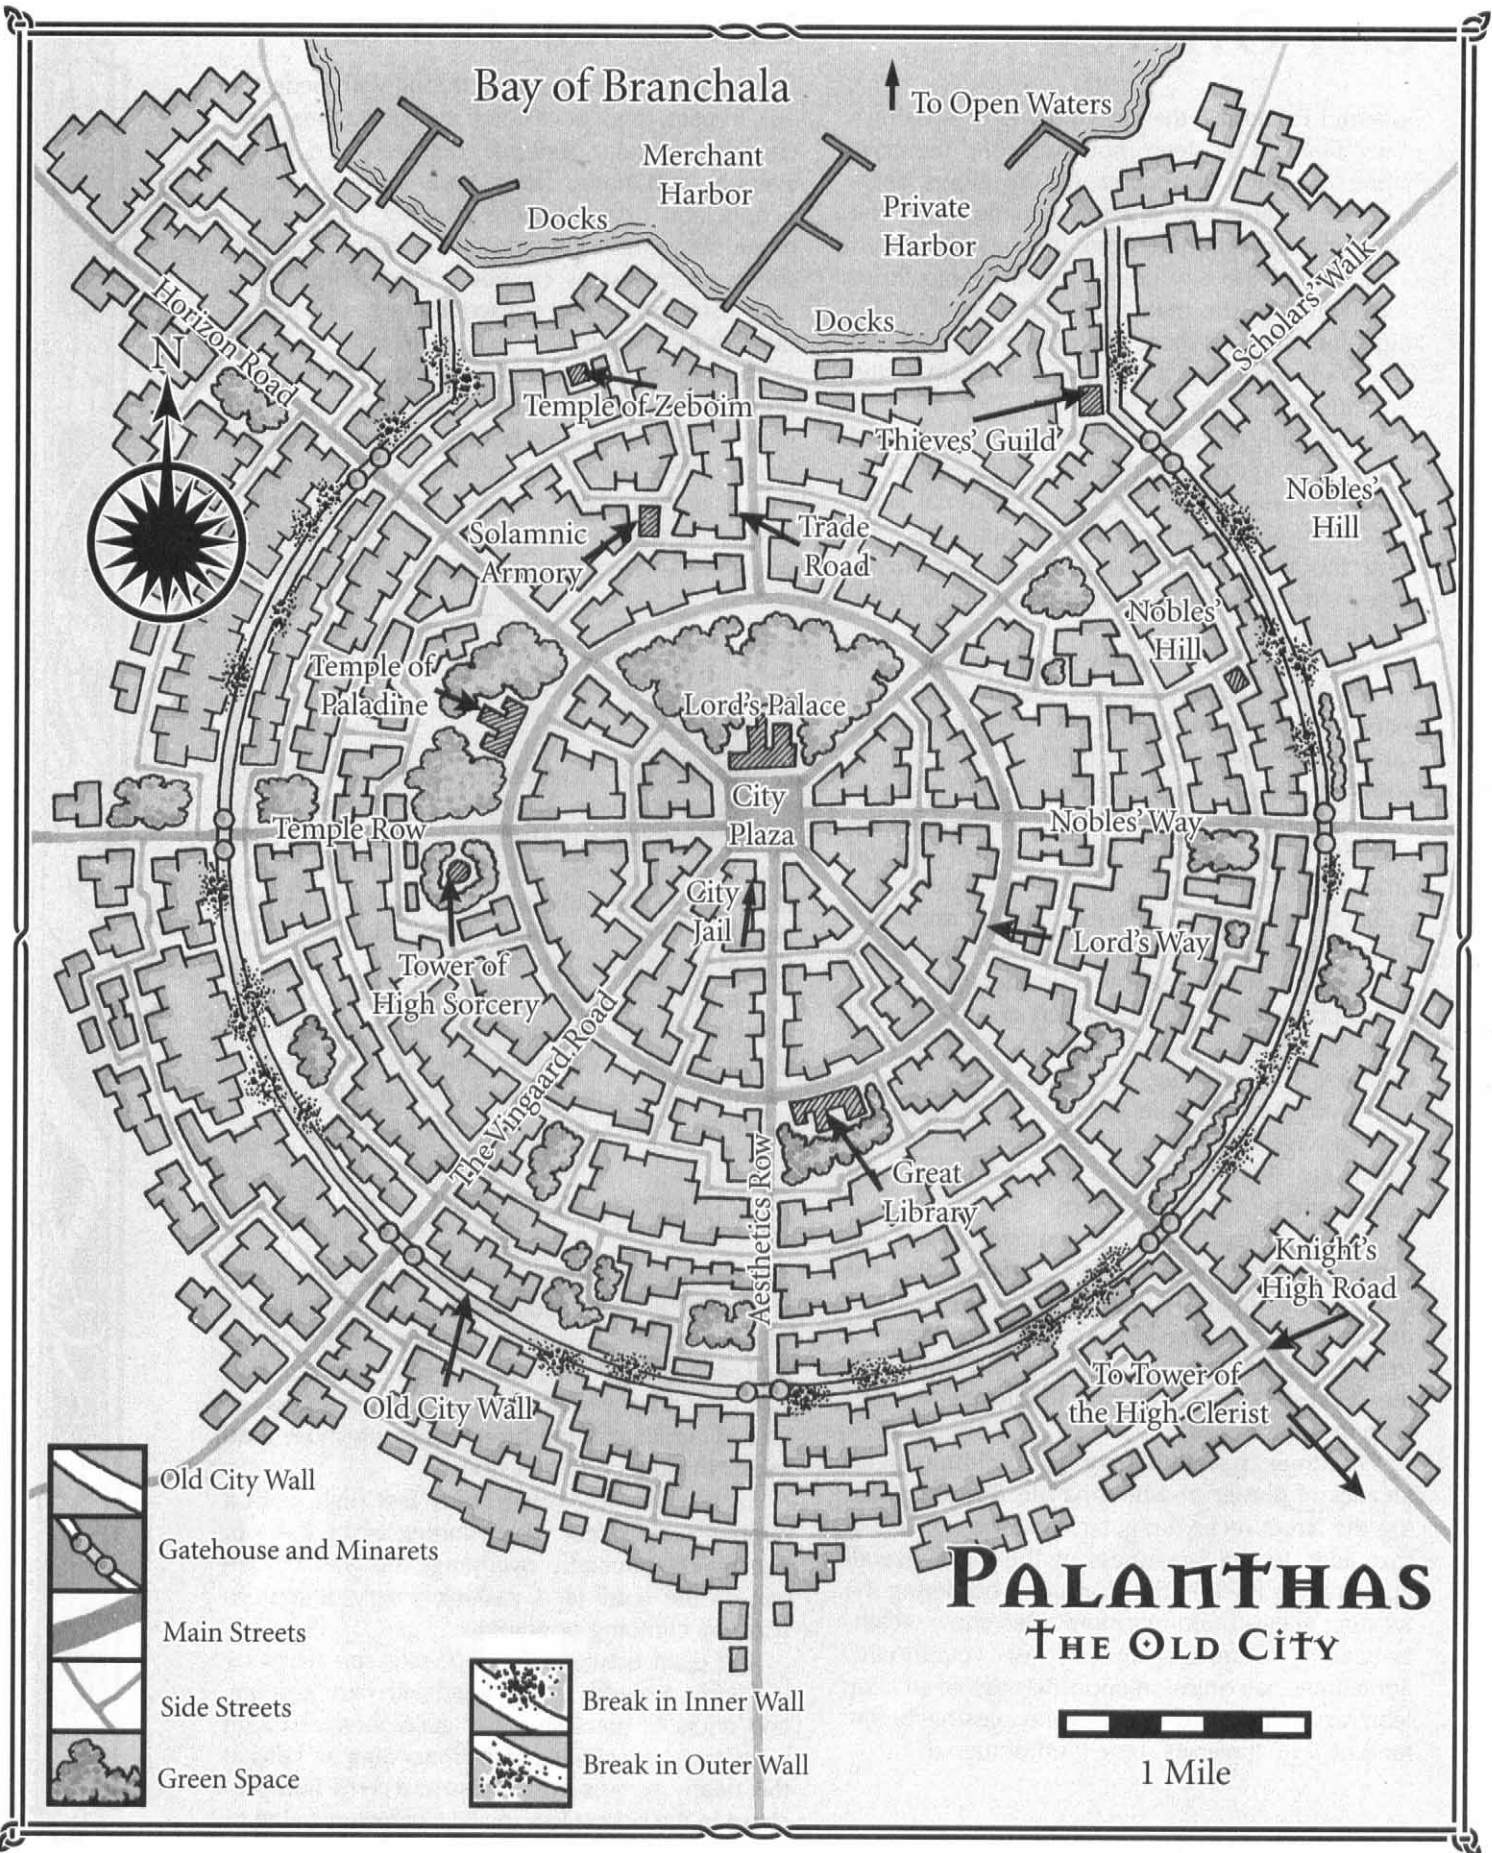 Bay of Branchala
To Open Waters
Merchant
Harbor
Private
Harbor
Docks
Docks
Horizon Road
Scholars' Walk
N
Temple of Zeboim
Thieves' Guild
Nobles'
Hill
Solamnic
Armory
Trade
Road
Nobles'
Hill
Temple of
Paladine
Lord's Palace
City
Plaza
Temple Row
Nobles' Way
City
Jail
Lord's Way
Tower of
High Sorcery
The Vingaard Road
Aesthetics Row
Great
Library
Knight's
High Road
To Tower of
the High Clerist
Old City Wall
Old City Wall
Gatehouse and Minarets
Main Streets
Side Streets
Green Space
Break in Inner Wall
Break in Outer Wall
PALANTHAS
THE OLD CITY
1 Mile